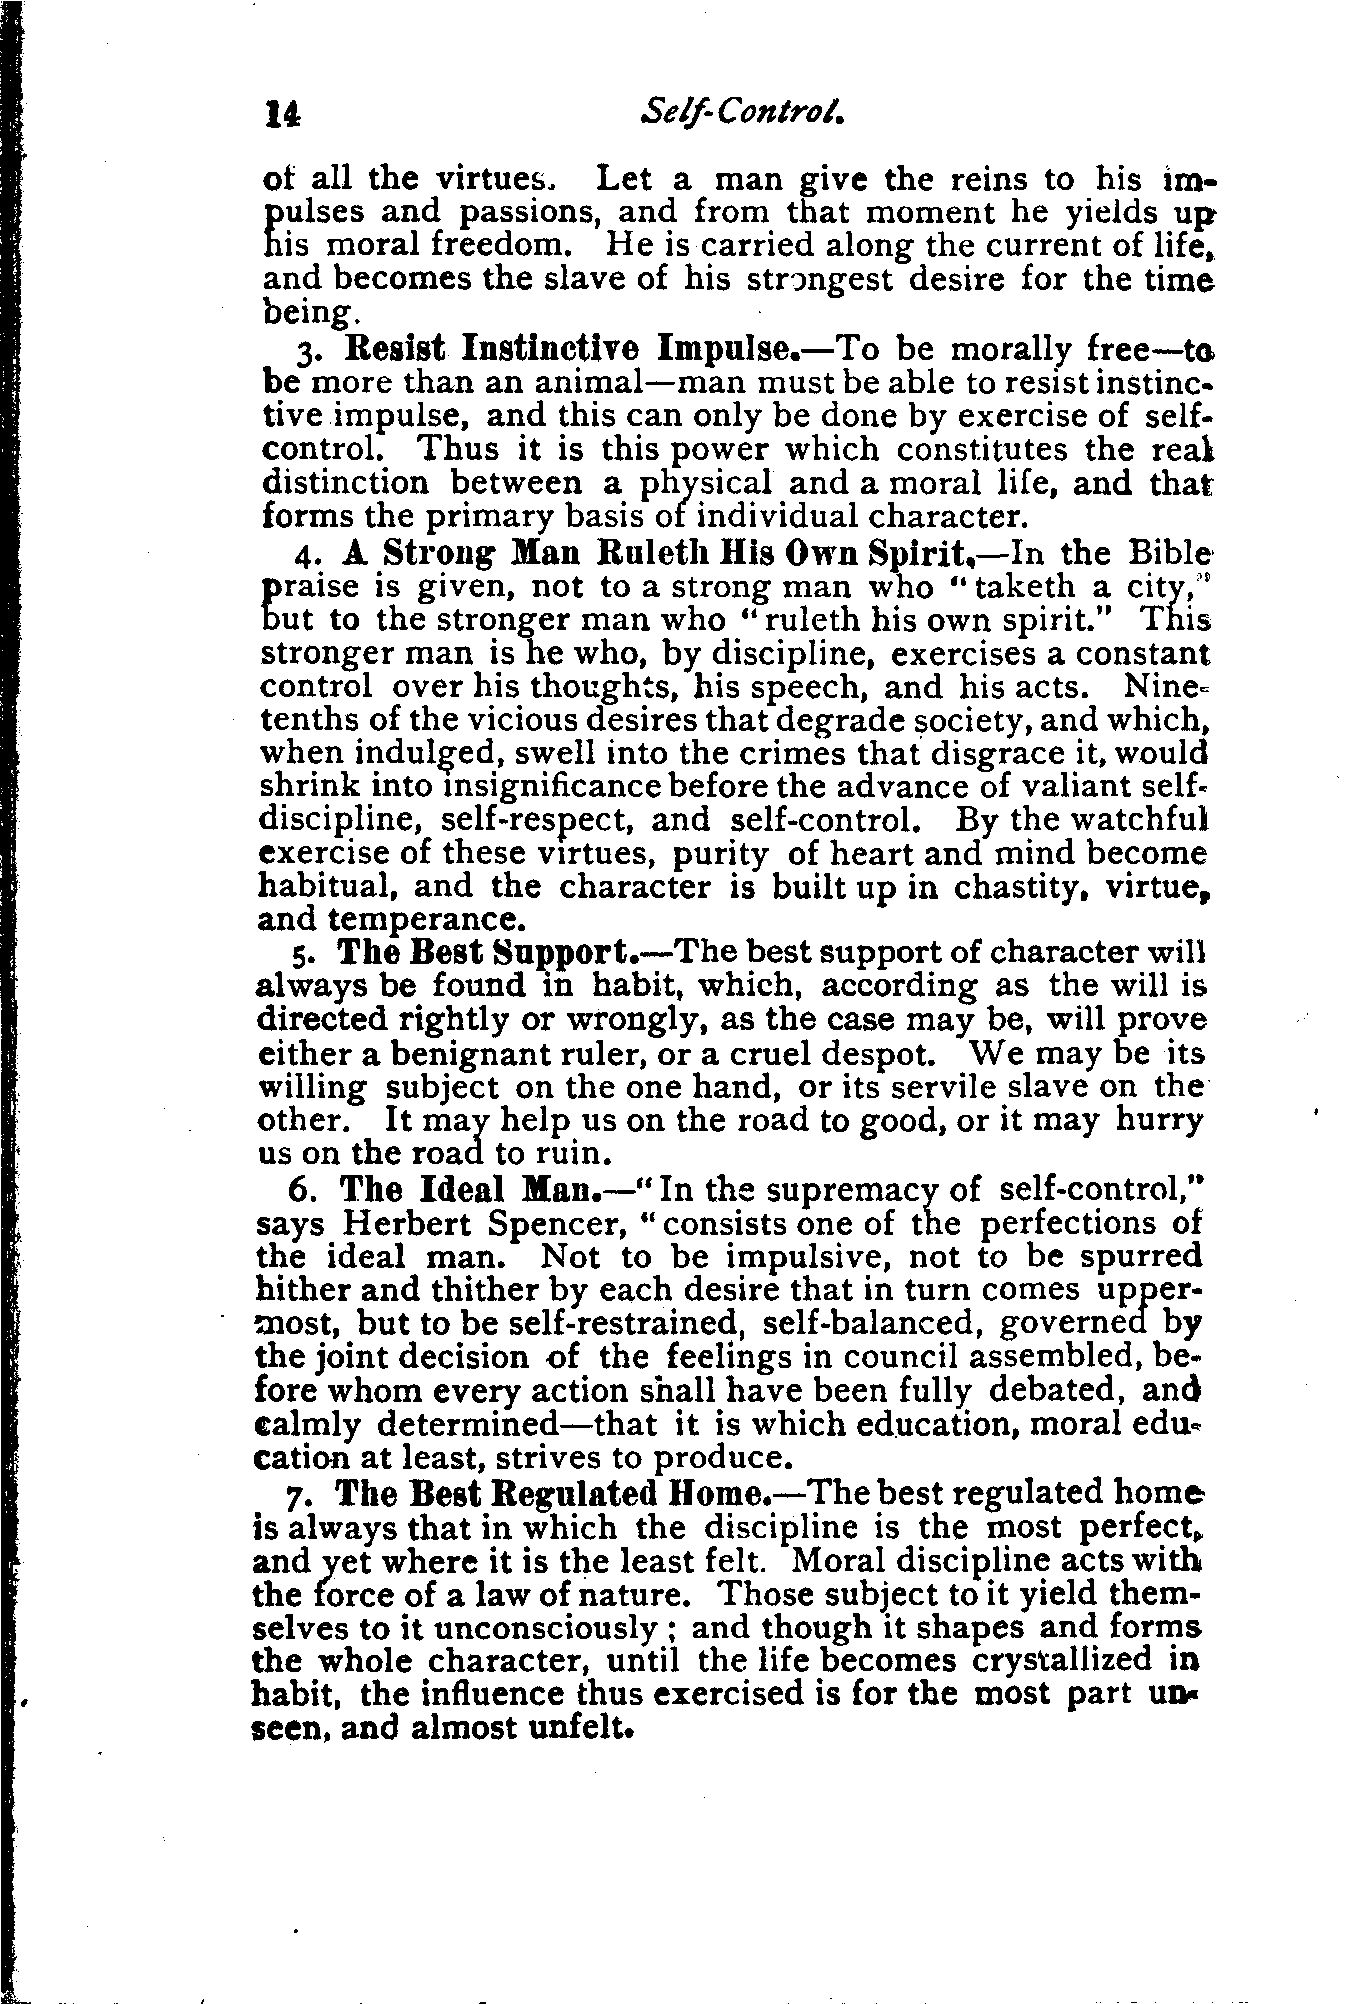 14 Self-Control.
of all the virtues. Let a man give the reins to his im-
pulses and passions, and from that moment he yields up
his moral freedom. He is carried along the current of life,
and becomes the slave of his strongest desire for the time
being.
3. Resist Instinctive Impulse.—To be morally free—to
be more than an animal—man must be able to resist instinc-
tive impulse, and this can only be done by exercise of self-
control. Thus it is this power which constitutes the real
distinction between a physical and a moral life, and that
forms the primary basis of individual character.
4. A Strong Man Ruleth His Own Spirit.—In the Bible
praise is given, not to a strong man who "taketh a city,"
but to the stronger man who "ruleth his own spirit." This
stronger man is he who, by discipline, exercises a constant
control over his thoughts, his speech, and his acts. Nine-
tenths of the vicious desires that degrade society, and which,
when indulged, swell into the crimes that disgrace it, would
shrink into insignificance before the advance of valiant self-
discipline, self-respect, and self-control. By the watchful
exercise of these virtues, purity of heart and mind become
habitual, and the character is built up in chastity, virtue,
and temperance.
5. The Best Support.—The best support of character will
always be found in habit, which, according as the will is
directed rightly or wrongly, as the case may be, will prove
either a benignant ruler, or a cruel despot. We may be its
willing subject on the one hand, or its servile slave on the
other. It may help us on the road to good, or it may hurry
us on the road to ruin.
6. The Ideal Man.—"In the supremacy of self-control,"
says Herbert Spencer, "consists one of the perfections of
the ideal man. Not to be impulsive, not to be spurred
hither and thither by each desire that in turn comes upper-
most, but to be self-restrained, self-balanced, governed by
the joint decision of the feelings in council assembled, be-
fore whom every action shall have been fully debated, and
calmly determined—that it is which education, moral edu-
cation at least, strives to produce.
7. The Best Regulated Home.—The best regulated home
is always that in which the discipline is the most perfect,
and yet where it is the least felt. Moral discipline acts with
the force of a law of nature. Those subject to it yield them-
selves to it unconsciously; and though it shapes and forms
the whole character, until the life becomes crystallized in
habit, the influence thus exercised is for the most part un-
seen, and almost unfelt.